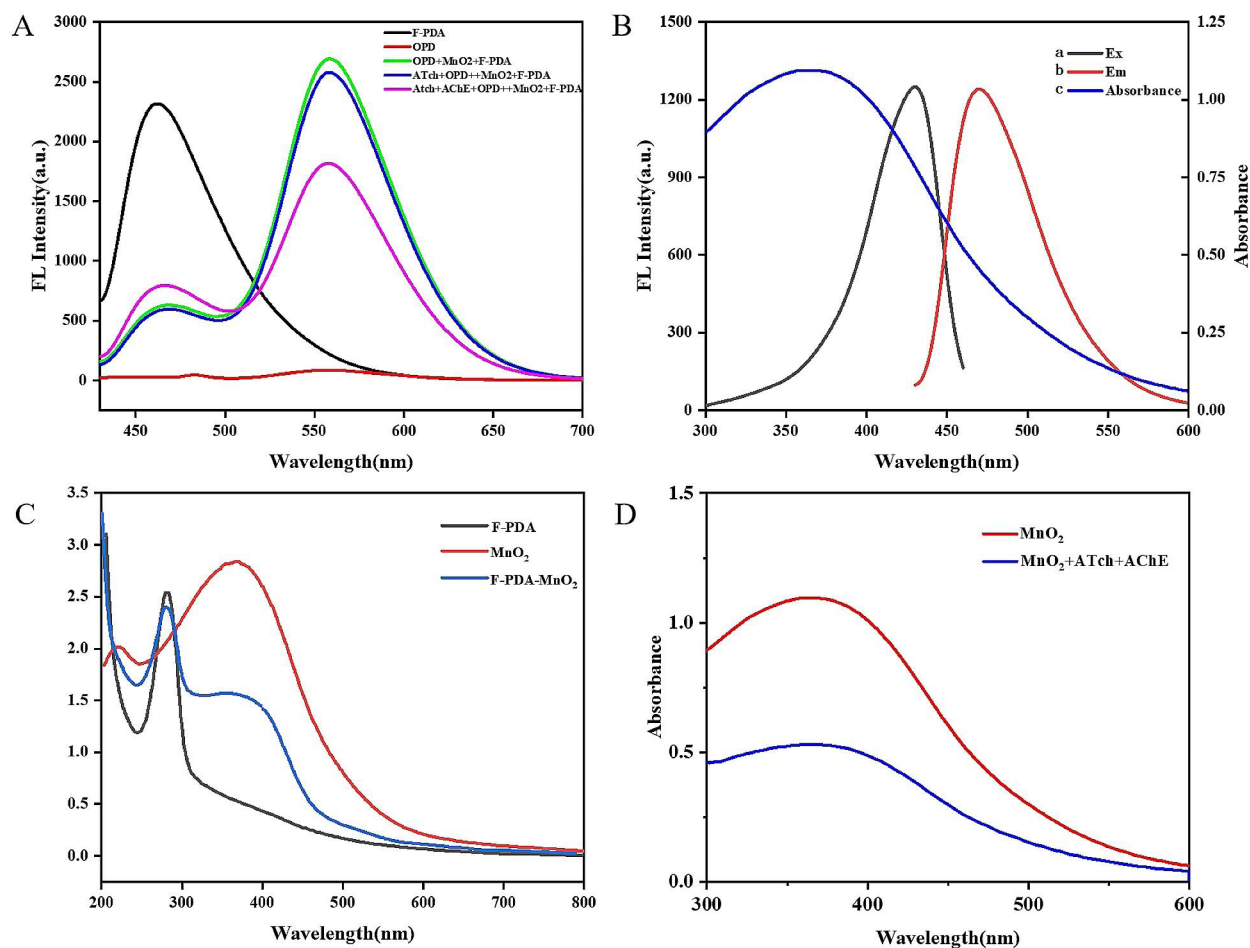 A
FL Intensity(a.u.)
3000
2500
2000
1500
1000
500
0
F-PDA
OPD
OPD+MnO2+F-PDA
ATch+OPD++MnO2+F-PDA
Atch+AChE+OPD++MnO2+F-PDA
450 500 550 600 650 700
Wavelength(nm)
B
FL Intensity(a.u.)
1500
1200
900
600
300
0
a Ex
b Em
c Absorbance
1.25
1.00
0.75
0.50
0.25
0.00
Absorbance
300 350 400 450 500 550 600
Wavelength(nm)
C
3.5
3.0
2.5
2.0
1.5
1.0
0.5
0.0
F-PDA
MnO₂
F-PDA-MnO₂
200 300 400 500 600 700 800
Wavelength(nm)
D
Absorbance
1.5
1.0
0.5
0.0
MnO₂
MnO₂+ATch+AChE
300 400 500 600
Wavelength(nm)